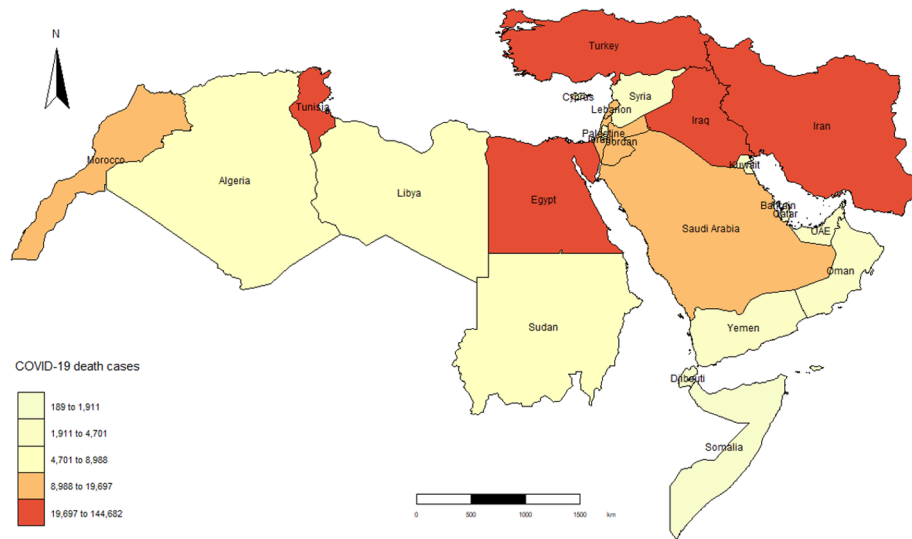 N
Turkey
Cyprus
Syria
Tunisia
Lebanon
Iraq
Iran
Palestine
Jordan
Morocco
Kuwait
Algeria
Libya
Egypt
Bahrain
Qatar
Saudi Arabia
UAE
Oman
Sudan
Yemen
Djibouti
Somalia
COVID-19 death cases
189 to 1,911
1,911 to 4,701
4,701 to 8,988
8,988 to 19,697
19,697 to 144,682
0 500 1000 1500 km